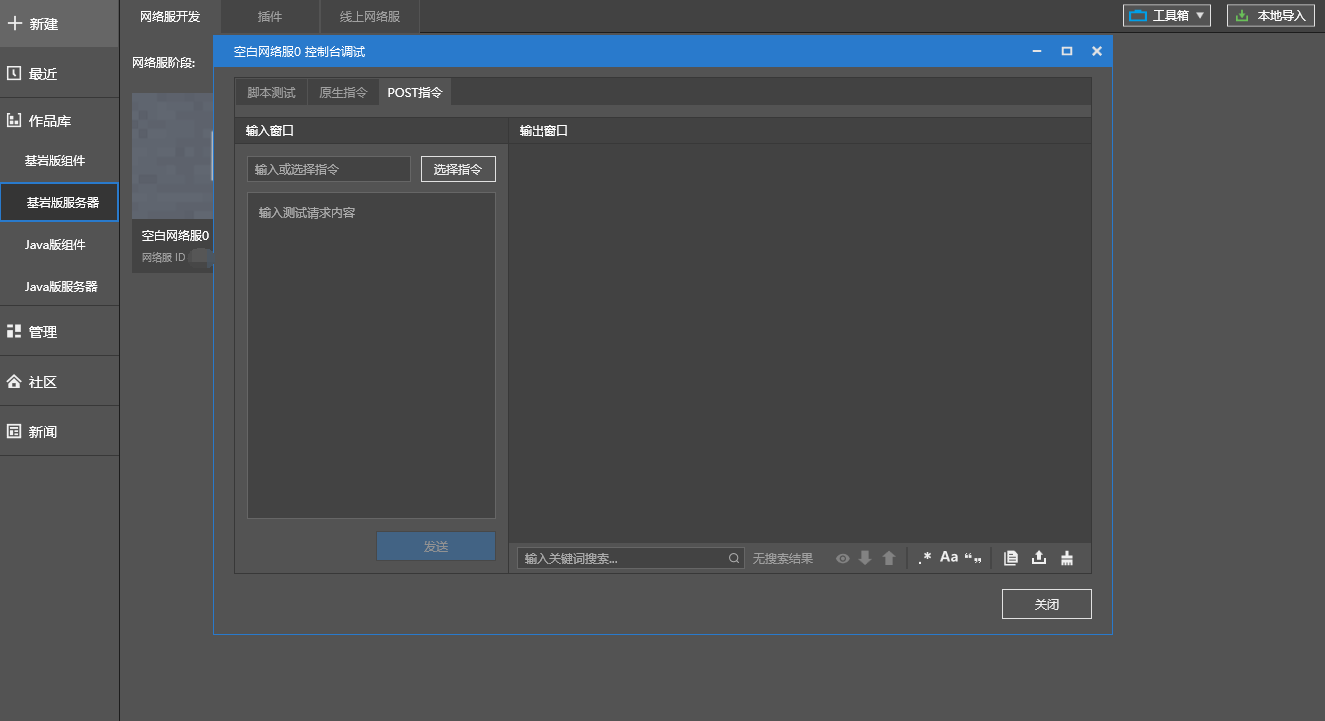 新建
最近
作品库
基岩版组件
基岩版服务器
Java版组件
Java版服务器
管理
社区
新闻
网络服开发
插件
线上网络服
工具箱
本地导入
网络服阶段:
空白网络服0
网络服 ID
空白网络服0 控制台调试
脚本测试
原生指令
POST指令
输入窗口
输出窗口
输入或选择指令
选择指令
输入测试请求内容
发送
输入关键词搜索...
无搜索结果
.*
Aa
“„
关闭